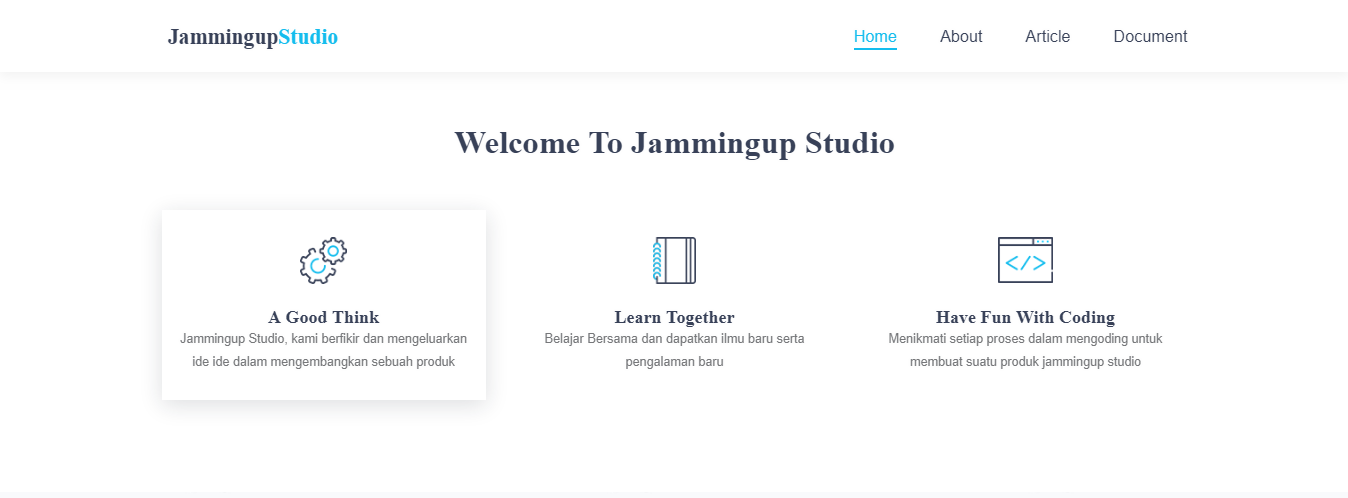 JammingupStudio
Home About Article Document
Welcome To Jammingup Studio
</>
A Good Think
Jammingup Studio, kami berfikir dan mengeluarkan
ide ide dalam mengembangkan sebuah produk
Learn Together
Belajar Bersama dan dapatkan ilmu baru serta
pengalaman baru
Have Fun With Coding
Menikmati setiap proses dalam mengoding untuk
membuat suatu produk jammingup studio